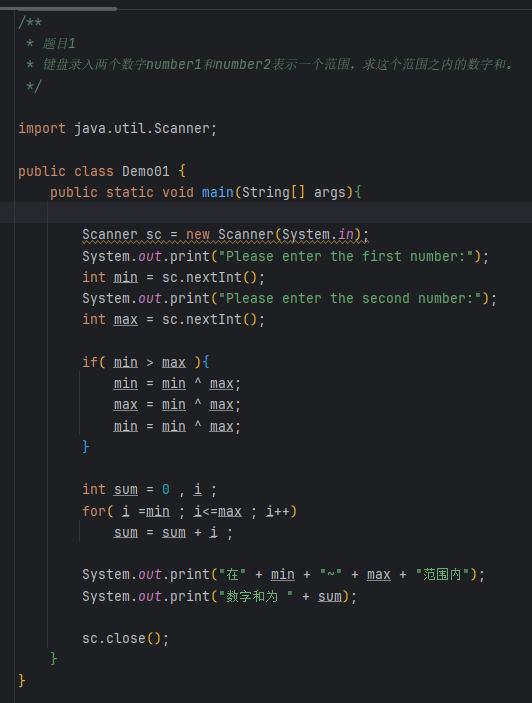 /**
 * 题目1
 * 键盘录入两个数字number1和number2表示一个范围，求这个范围之内的数字和。
 */
import java.util.Scanner;
public class Demo01 {
    public static void main(String[] args){
        Scanner sc = new Scanner(System.in);
        System.out.print("Please enter the first number:");
        int min = sc.nextInt();
        System.out.print("Please enter the second number:");
        int max = sc.nextInt();
        if( min > max ){
            min = min ^ max;
            max = min ^ max;
            min = min ^ max;
        }
        int sum = 0 , i ;
        for( i =min ; i<=max ; i++)
            sum = sum + i ;
        System.out.print("在" + min + "~" + max + "范围内");
        System.out.print("数字和为 " + sum);
        sc.close();
    }
}